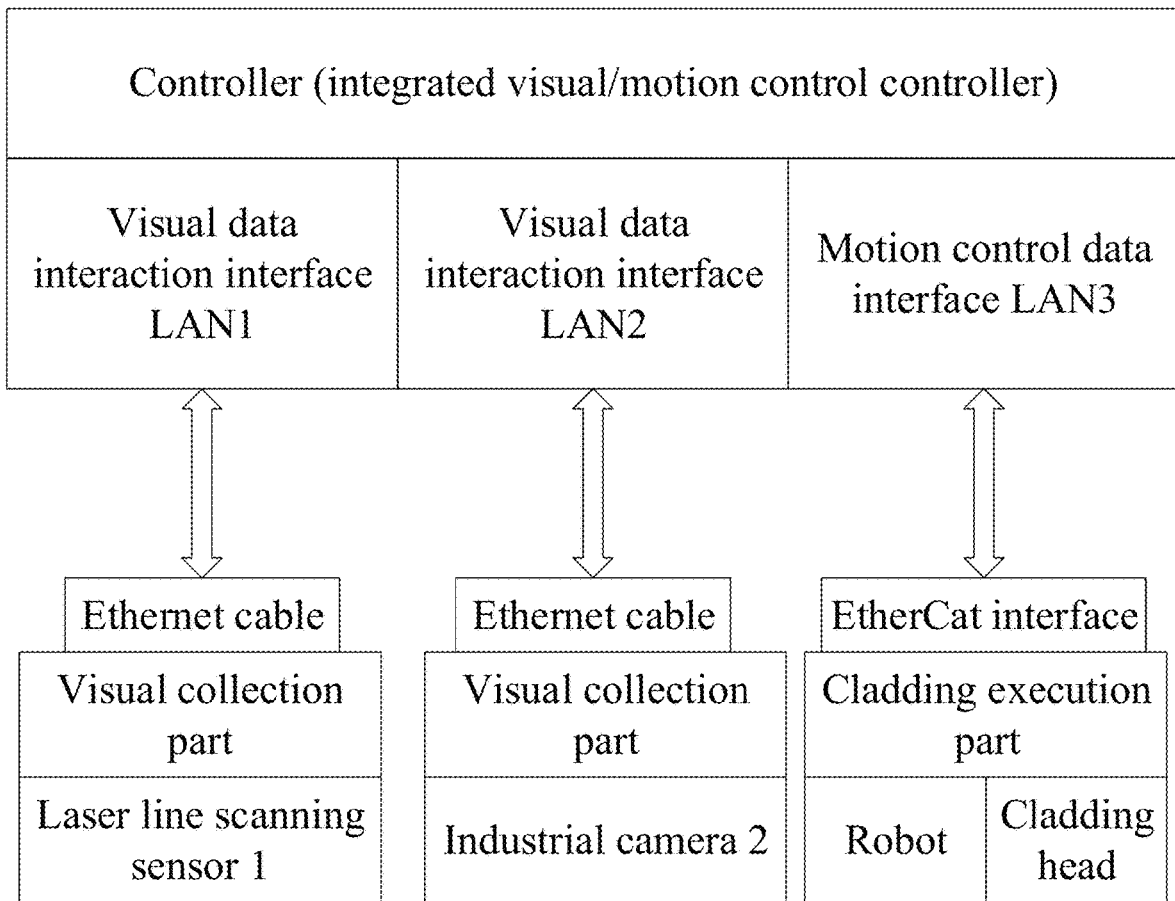 Controller (integrated visual/motion control controller)
Visual data
interaction interface
LAN1
Visual data
interaction interface
LAN2
Motion control data
interface LAN3
Ethernet cable
Ethernet cable
EtherCat interface
Visual collection
part
Visual collection
part
Cladding execution
part
Laser line scanning
sensor 1
Industrial camera 2
Robot
Cladding
head